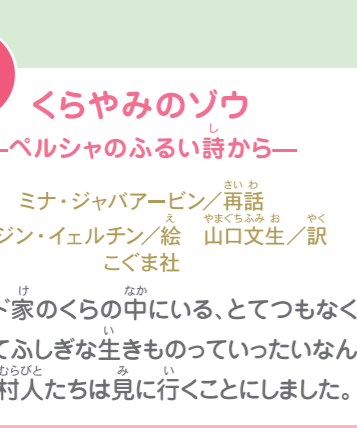 くらやみのゾウ
―ペルシャのふるい詩から―
ミナ・ジャバアービン／再話
ジン・イェルチン／絵　山口文生／訳
こぐま社
ド家のくらの中にいる、とてつもなく
てふしぎな生きものっていったいなん
村人たちは見に行くことにしました。